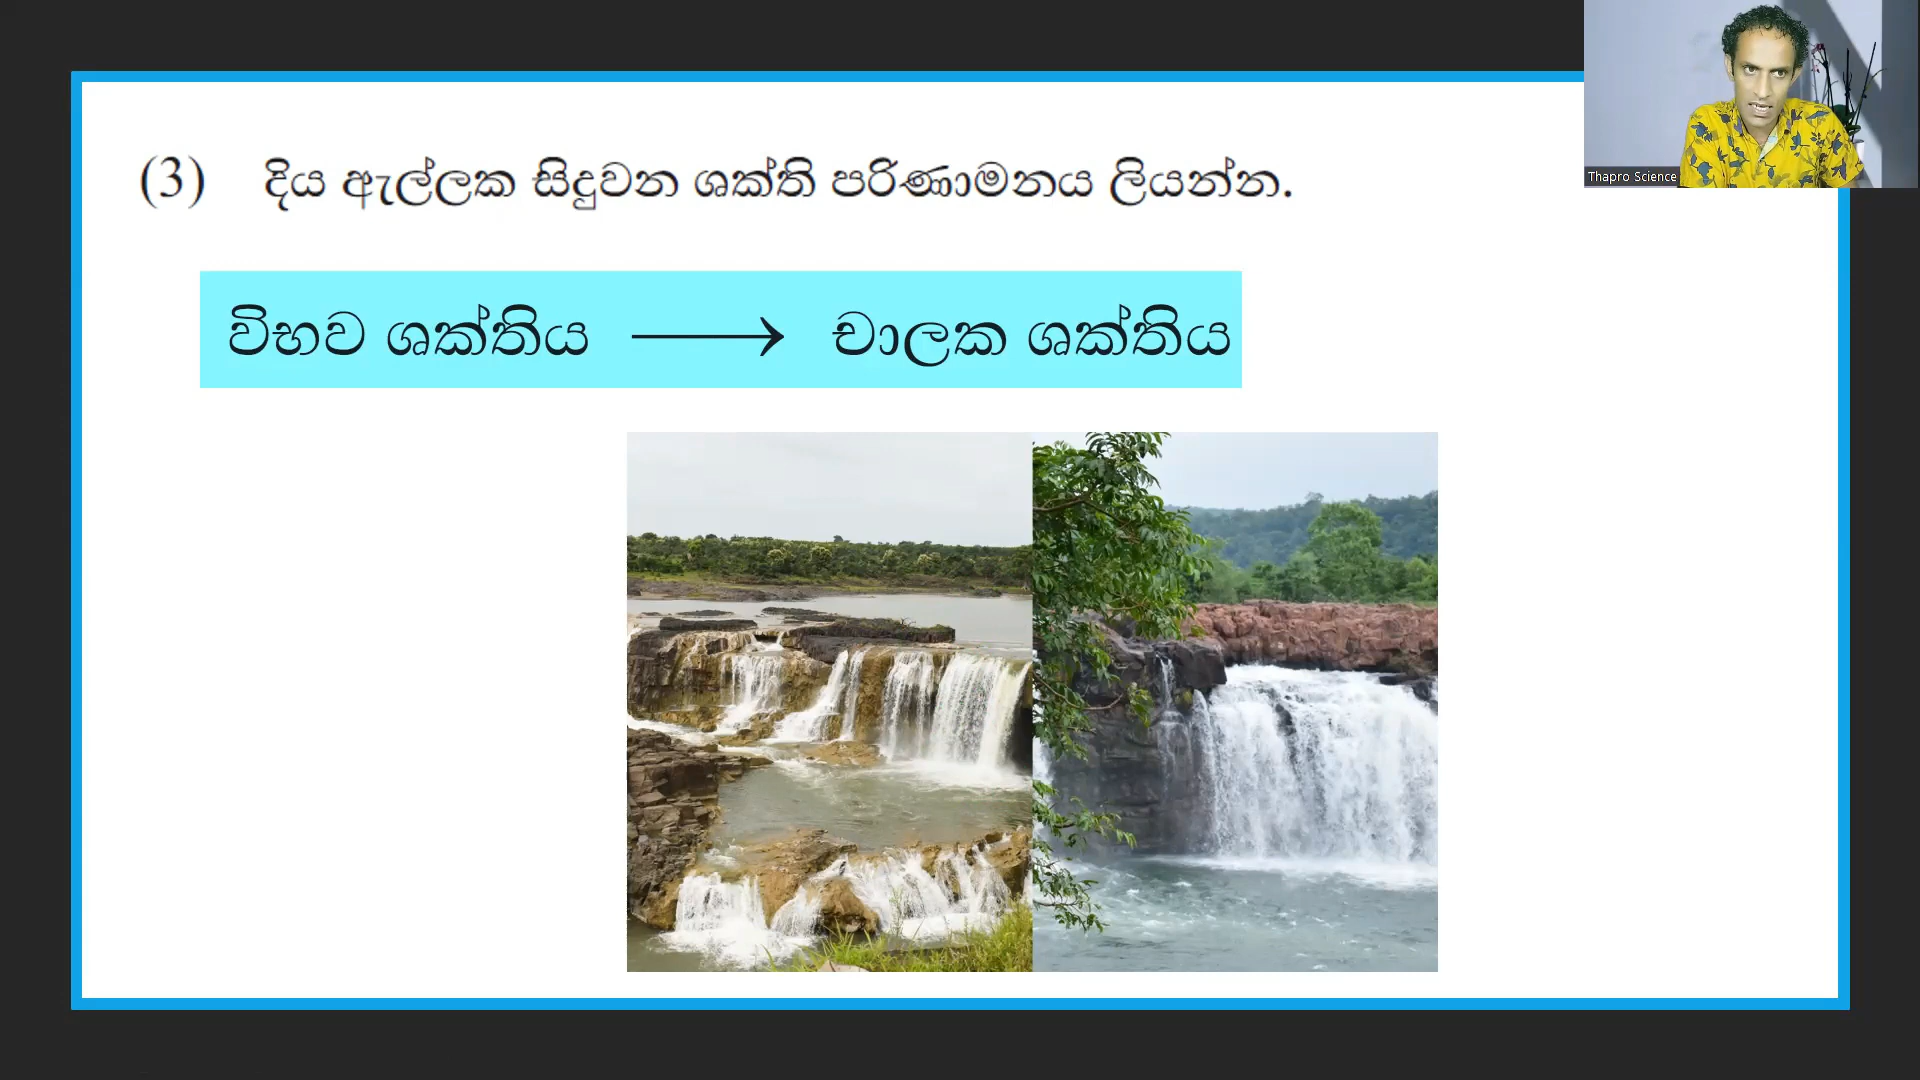 (3) දිය ඇල්ලක සිදුවන ශක්ති පරිණාමනය ලියන්න.
Thapro Science
විභව ශක්තිය ⟶ චාලක ශක්තිය